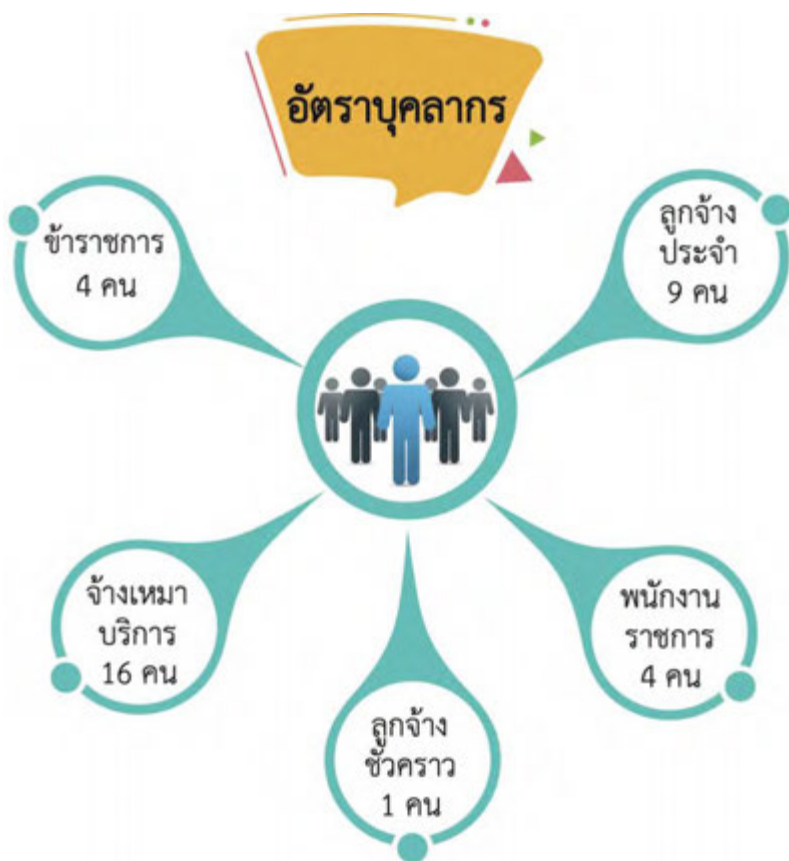 อัตราบุคลากร
ข้าราชการ
4 คน
ลูกจ้าง
ประจำ
9 คน
จ้างเหมา
บริการ
16 คน
พนักงาน
ราชการ
4 คน
ลูกจ้าง
ชั่วคราว
1 คน